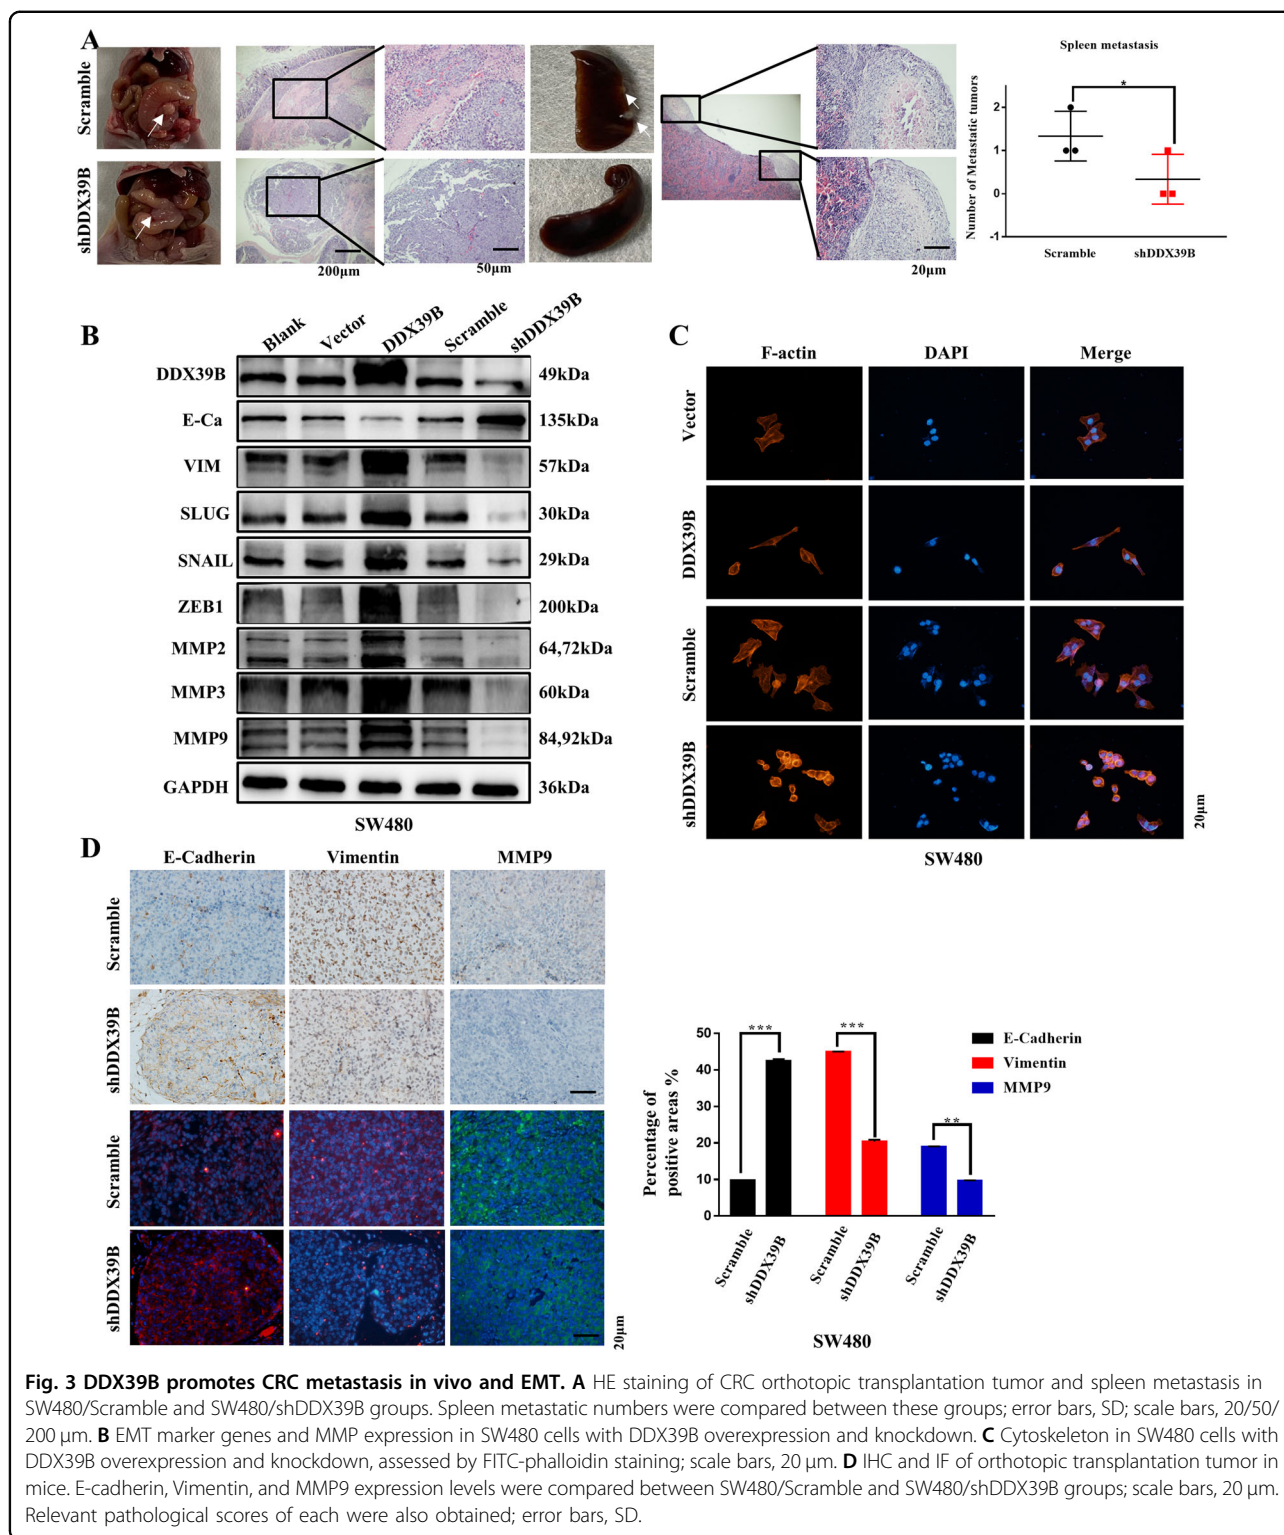 A
Scramble
shDDX39B
200µm
50µm
20µm
Spleen metastasis
*
Number of Metastatic tumors
2
1
0
-1
Scramble
shDDX39B
B
Blank
Vector
DDX39B
Scramble
shDDX39B
DDX39B
49kDa
E-Ca
135kDa
VIM
57kDa
SLUG
30kDa
SNAIL
29kDa
ZEB1
200kDa
MMP2
64,72kDa
MMP3
60kDa
MMP9
84,92kDa
GAPDH
36kDa
SW480
C
F-actin
DAPI
Merge
Vector
DDX39B
Scramble
shDDX39B
20µm
SW480
D
E-Cadherin
Vimentin
MMP9
Scramble
shDDX39B
Scramble
shDDX39B
20µm
Percentage of
positive areas %
50
40
30
20
10
0
***
***
**
E-Cadherin
Vimentin
MMP9
Scramble
shDDX39B
Scramble
shDDX39B
Scramble
shDDX39B
SW480
Fig. 3 DDX39B promotes CRC metastasis in vivo and EMT. A HE staining of CRC orthotopic transplantation tumor and spleen metastasis in
SW480/Scramble and SW480/shDDX39B groups. Spleen metastatic numbers were compared between these groups; error bars, SD; scale bars, 20/50/
200 µm. B EMT marker genes and MMP expression in SW480 cells with DDX39B overexpression and knockdown. C Cytoskeleton in SW480 cells with
DDX39B overexpression and knockdown, assessed by FITC-phalloidin staining; scale bars, 20 µm. D IHC and IF of orthotopic transplantation tumor in
mice. E-cadherin, Vimentin, and MMP9 expression levels were compared between SW480/Scramble and SW480/shDDX39B groups; scale bars, 20 µm.
Relevant pathological scores of each were also obtained; error bars, SD.